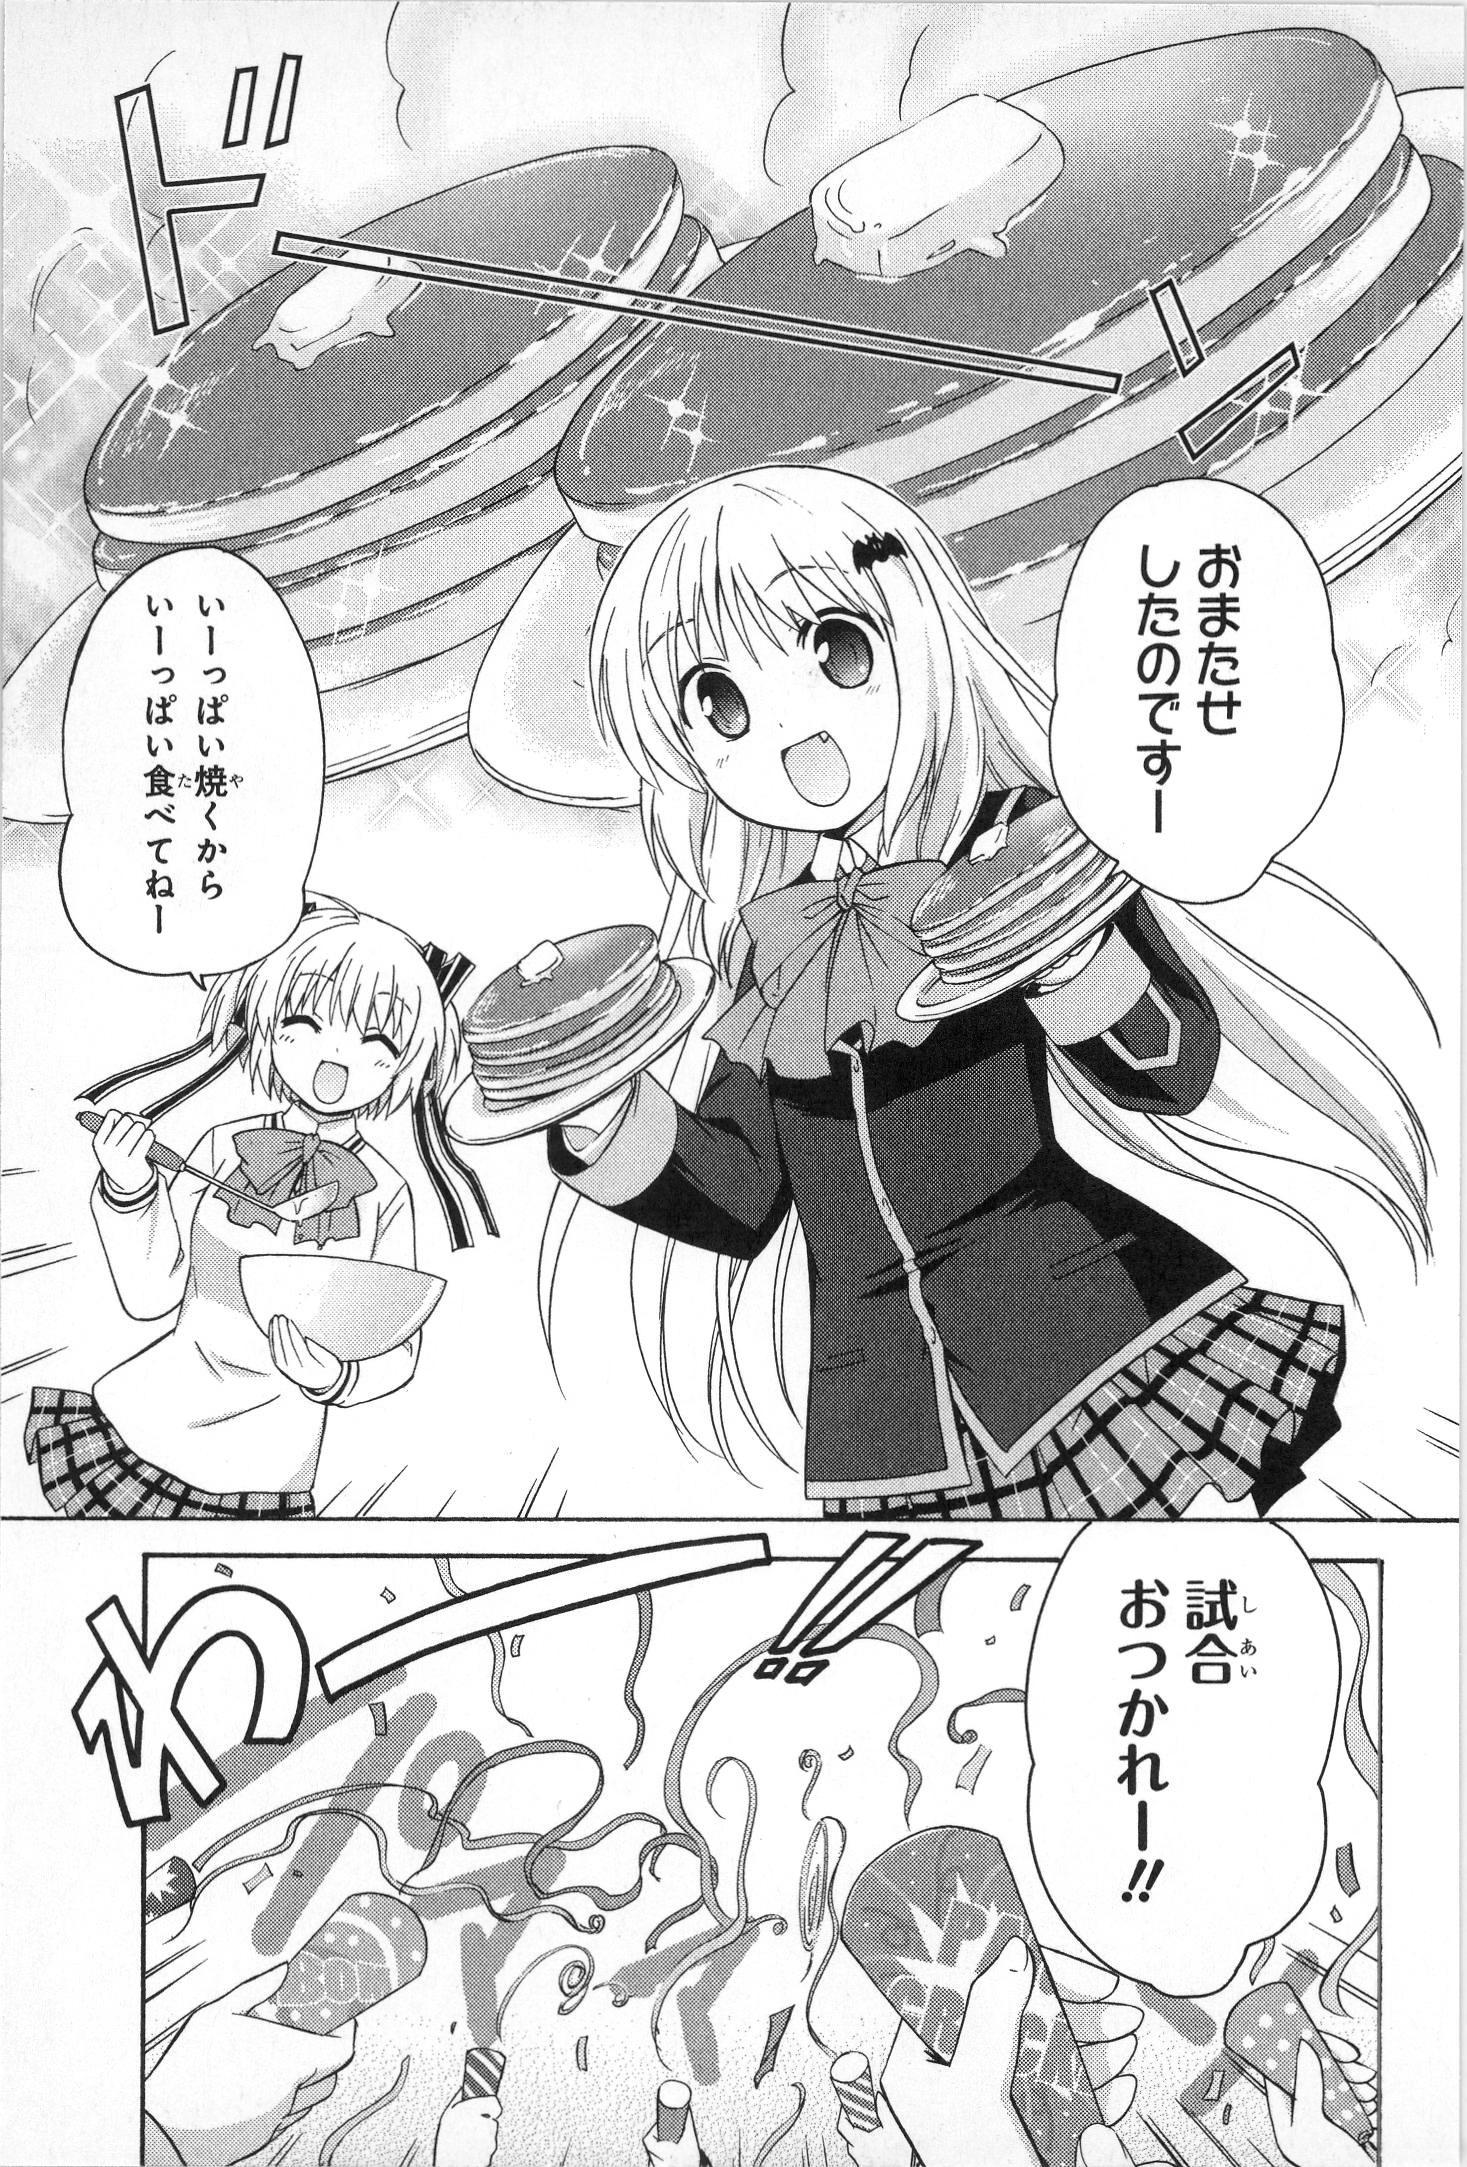 ドーン
おまたせ
したのですー
いーっぱい焼くから
いーっぱい食べてねー
わー!!
試合
おつかれー!!